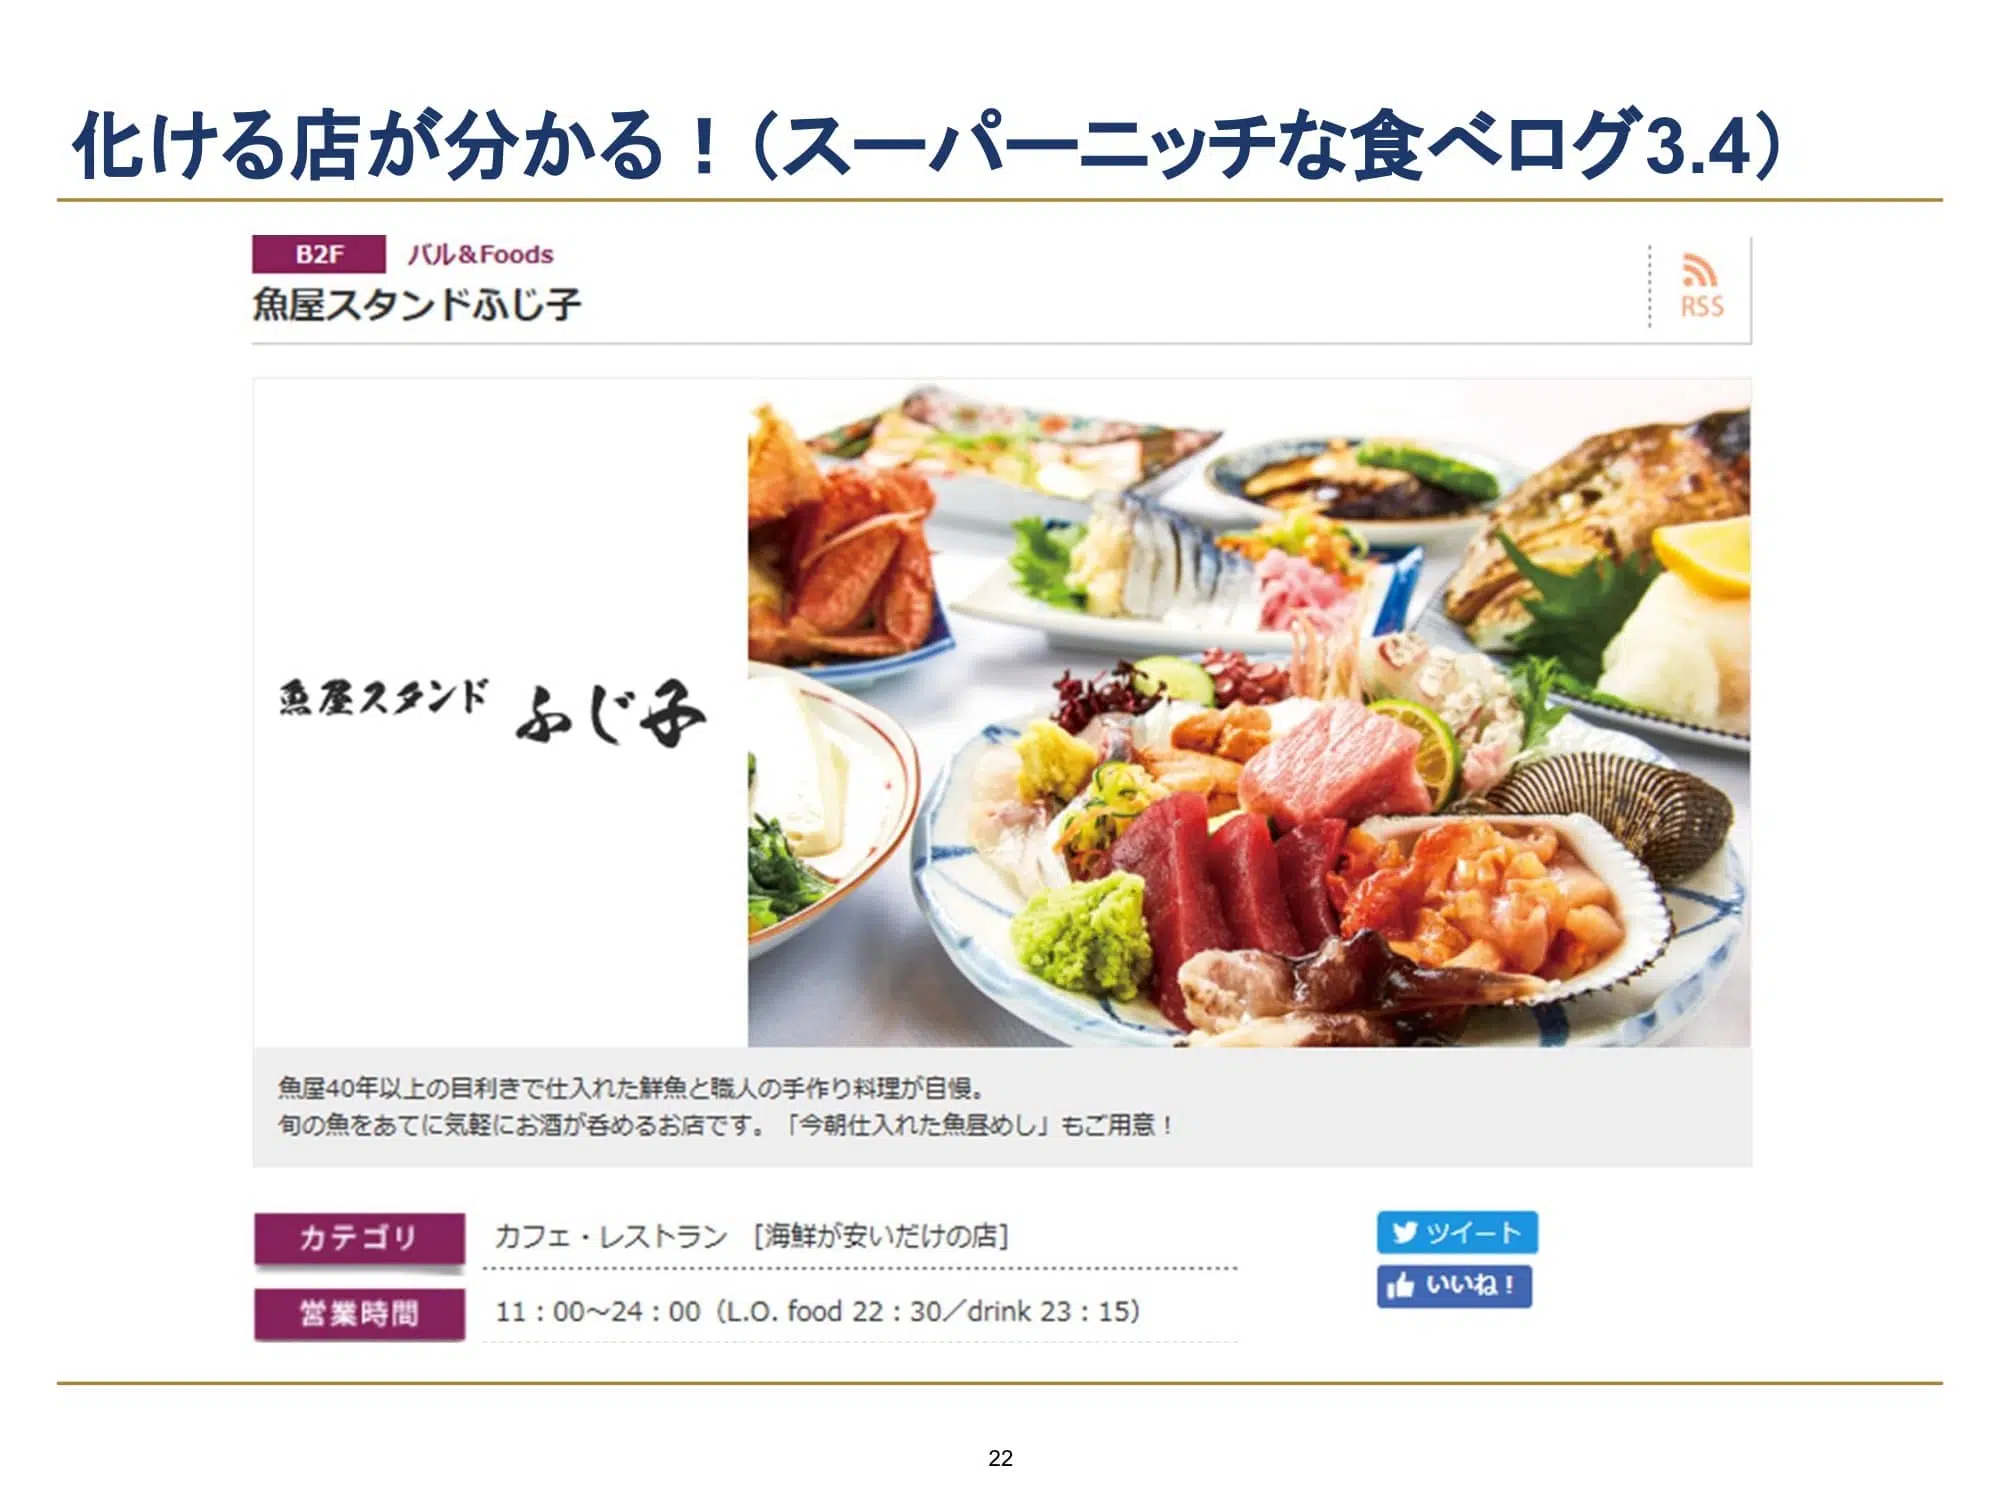 化ける店が分かる！（スーパーニッチな食べログ3.4）
B2F バル&Foods
魚屋スタンドふじ子
RSS
魚屋スタンド ふじ子
魚屋40年以上の目利きで仕入れた鮮魚と職人の手作り料理が自慢。
旬の魚をあてに気軽にお酒が呑めるお店です。「今朝仕入れた魚昼めし」もご用意！
カテゴリ カフェ・レストラン [海鮮が安いだけの店]
ツイート
いいね！
営業時間 11：00～24：00（L.O. food 22：30／drink 23：15）
22